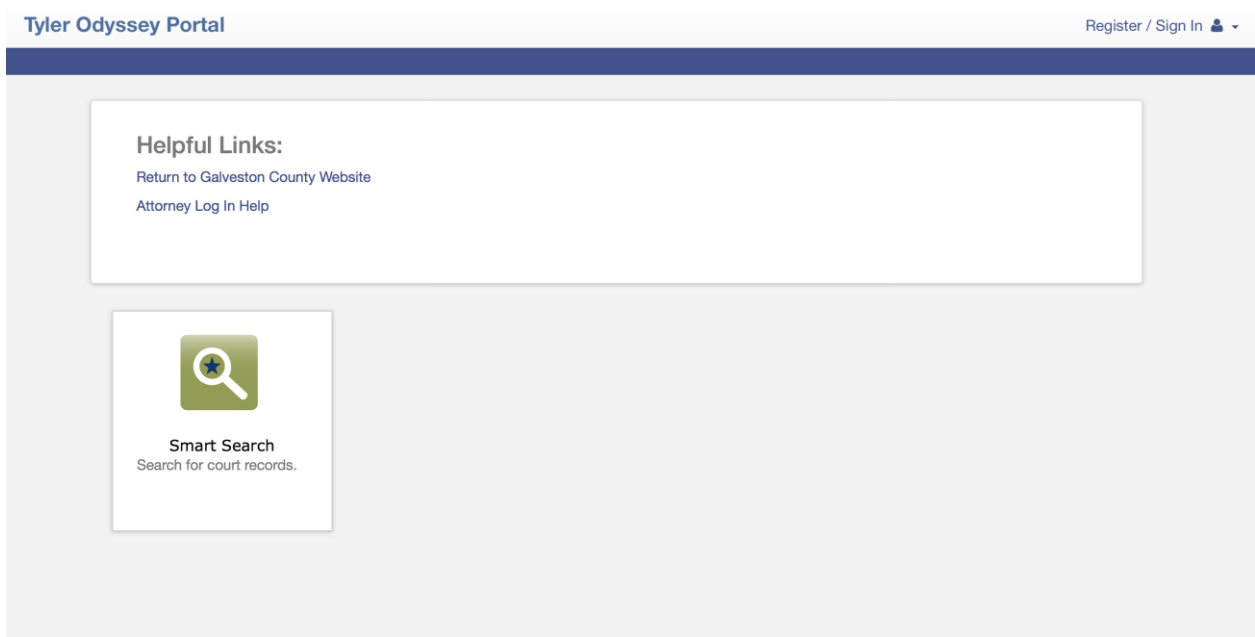 Tyler Odyssey Portal
Register / Sign In
Helpful Links:
Return to Galveston County Website
Attorney Log In Help
Smart Search
Search for court records.